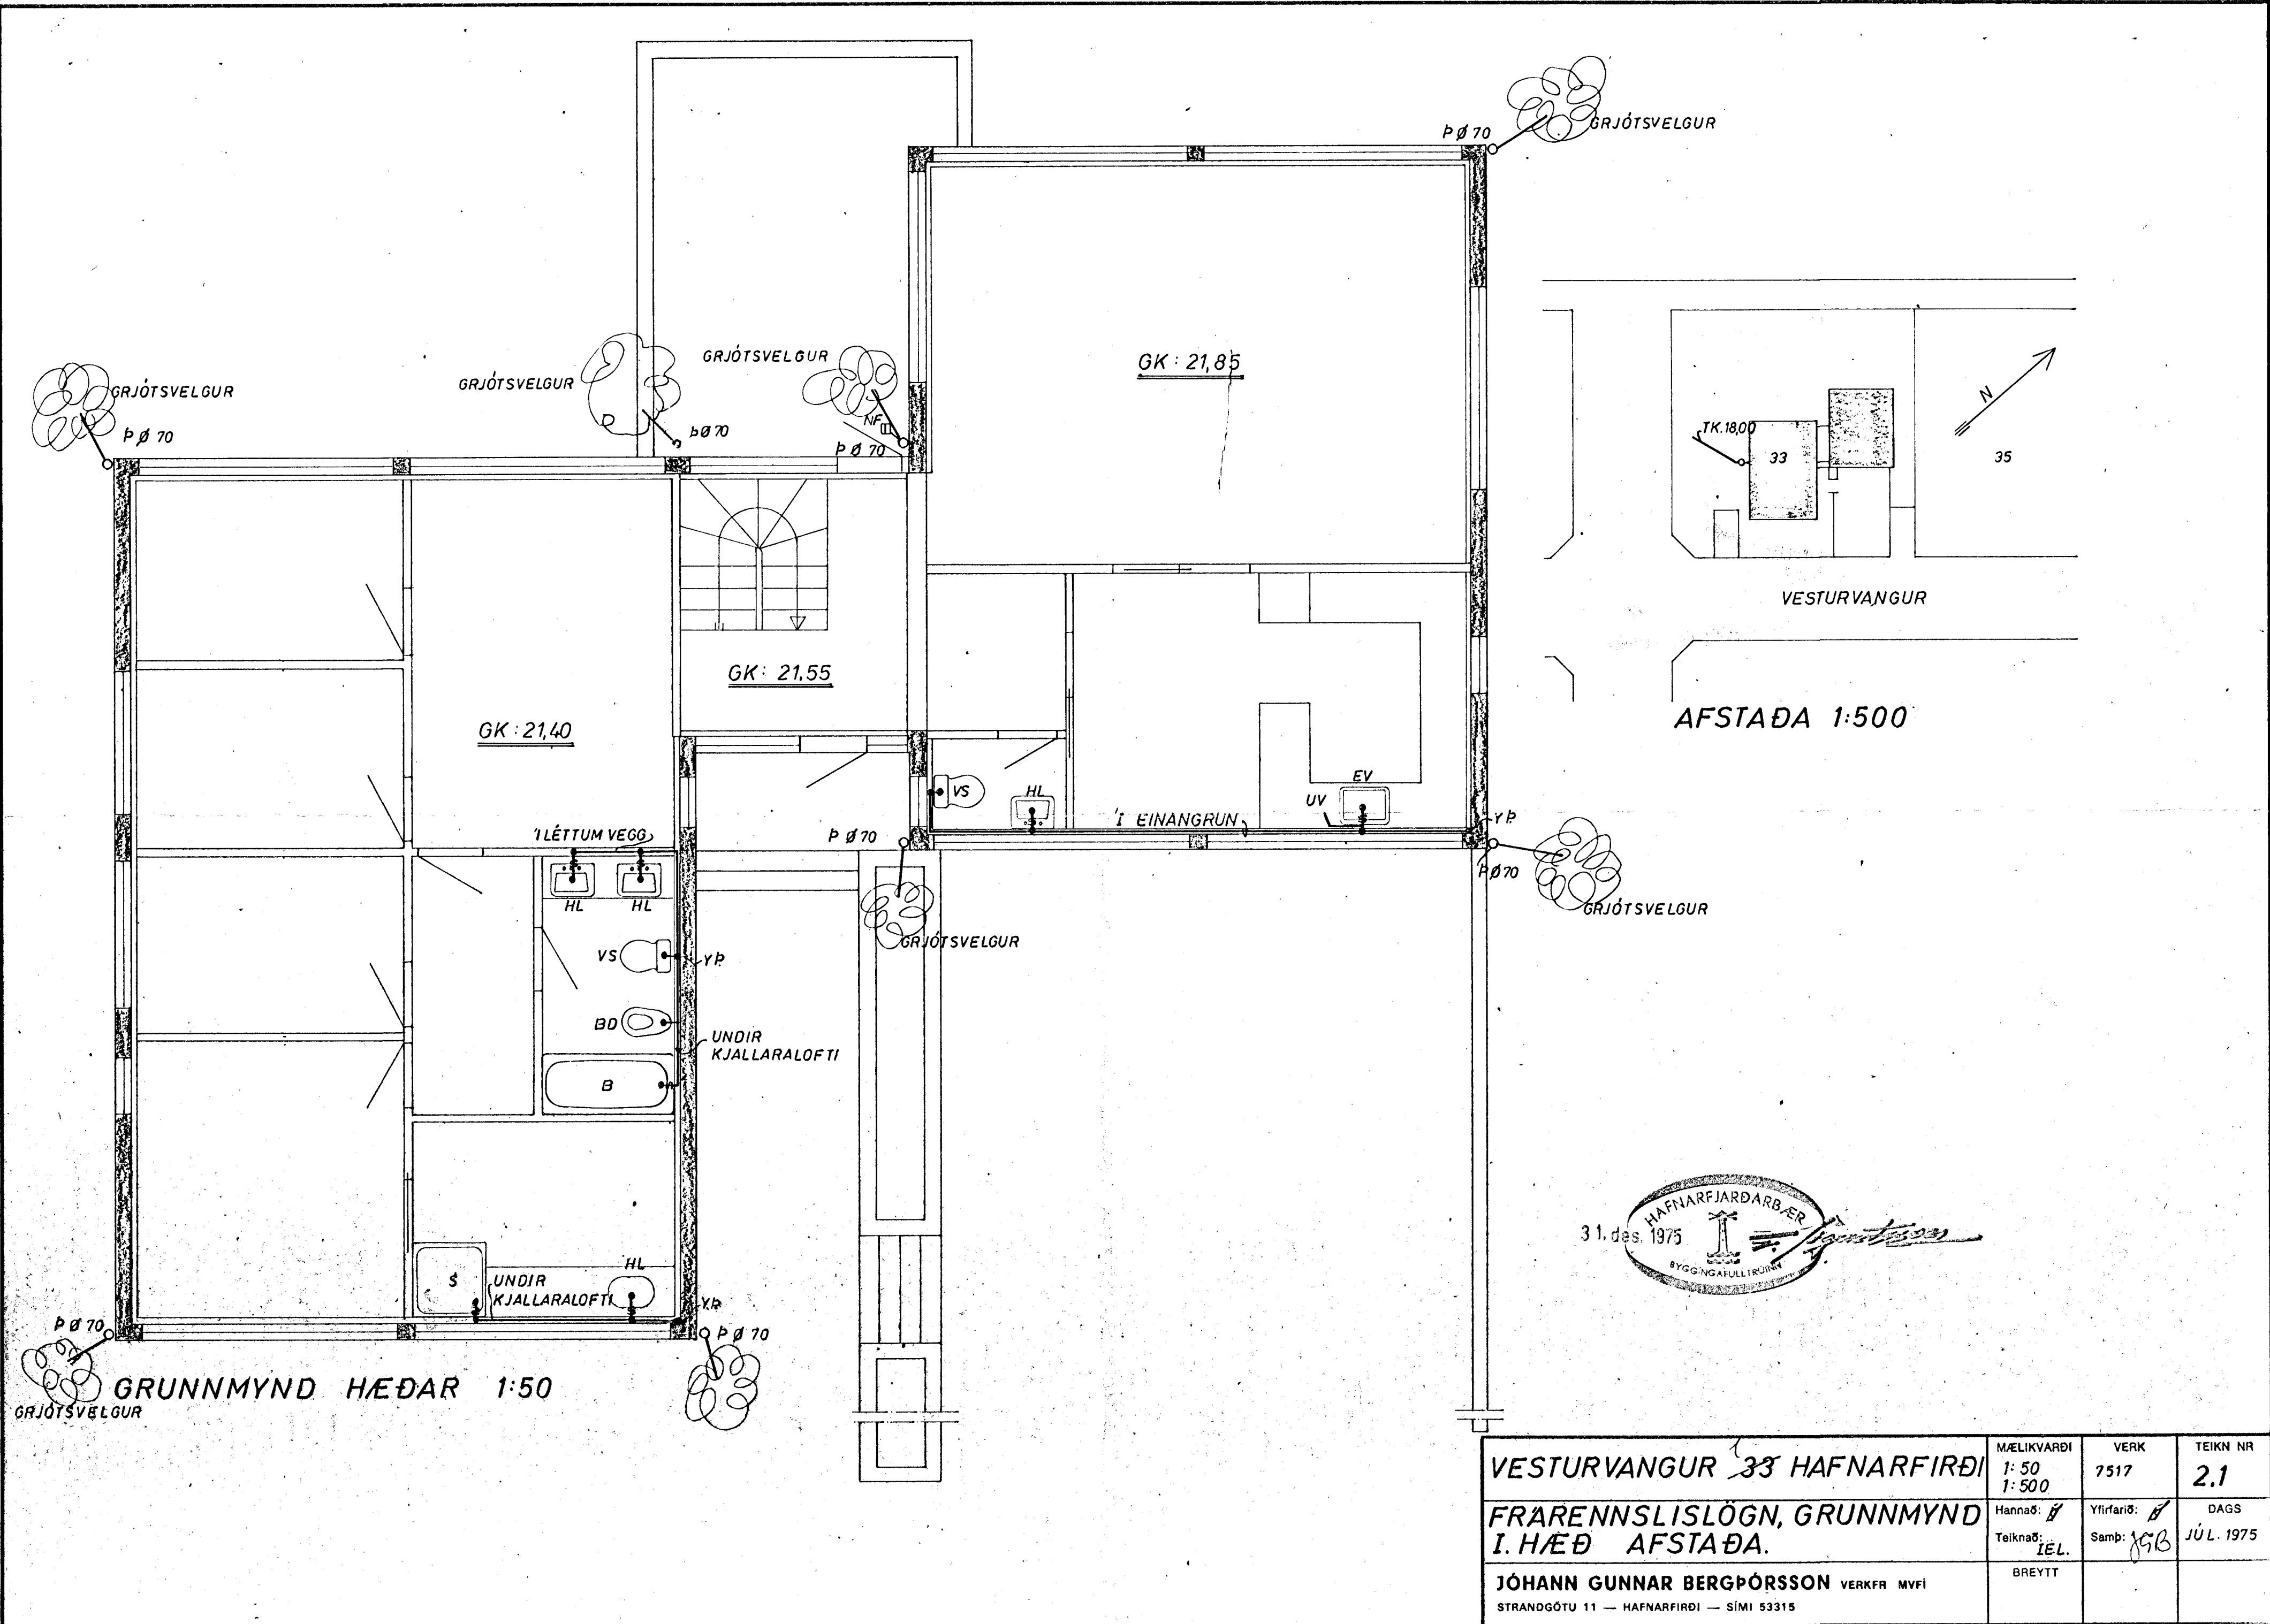 GRJÓTSVELGUR
Þ Ø 70
GRJÓTSVELGUR
GRJÓTSVELGUR
GRJÓTSVELGUR
Þ Ø 70
ÞØ 70
NF
Þ Ø 70
GK: 21,85
GK: 21,55
GK: 21,40
TK. 18,00
33
35
N
VESTURVANGUR
AFSTAÐA 1:500
VS
HL
EV
UV
Í EINANGRUN
YÞ
Þ Ø 70
Þ Ø 70
GRJÓTSVELGUR
GRJÓTSVELGUR
Í LÉTTUM VEGG
HL
HL
VS
YÞ
BD
UNDIR
KJALLARALOFTI
B
S
UNDIR
KJALLARALOFTI
HL
YÞ
Þ Ø 70
Þ Ø 70
GRUNNMYND HÆÐAR 1:50
GRJÓTSVELGUR
HAFNARFJARÐARBÆR
31. des. 1975
BYGGINGAFULLTRÚINN
VESTURVANGUR 33 HAFNARFIRÐI
MÆLIKVARÐI
1:50
1:500
VERK
7517
TEIKN NR
2.1
FRÁRENNSLISLÖGN, GRUNNMYND
I. HÆÐ AFSTAÐA.
Hannað:
Teiknað: IEL.
Yfirfarið:
Samþ: JGB
DAGS
JÚL. 1975
JÓHANN GUNNAR BERGÞÓRSSON VERKFR MVFÍ
STRANDGÖTU 11 — HAFNARFIRÐI — SÍMI 53315
BREYTT